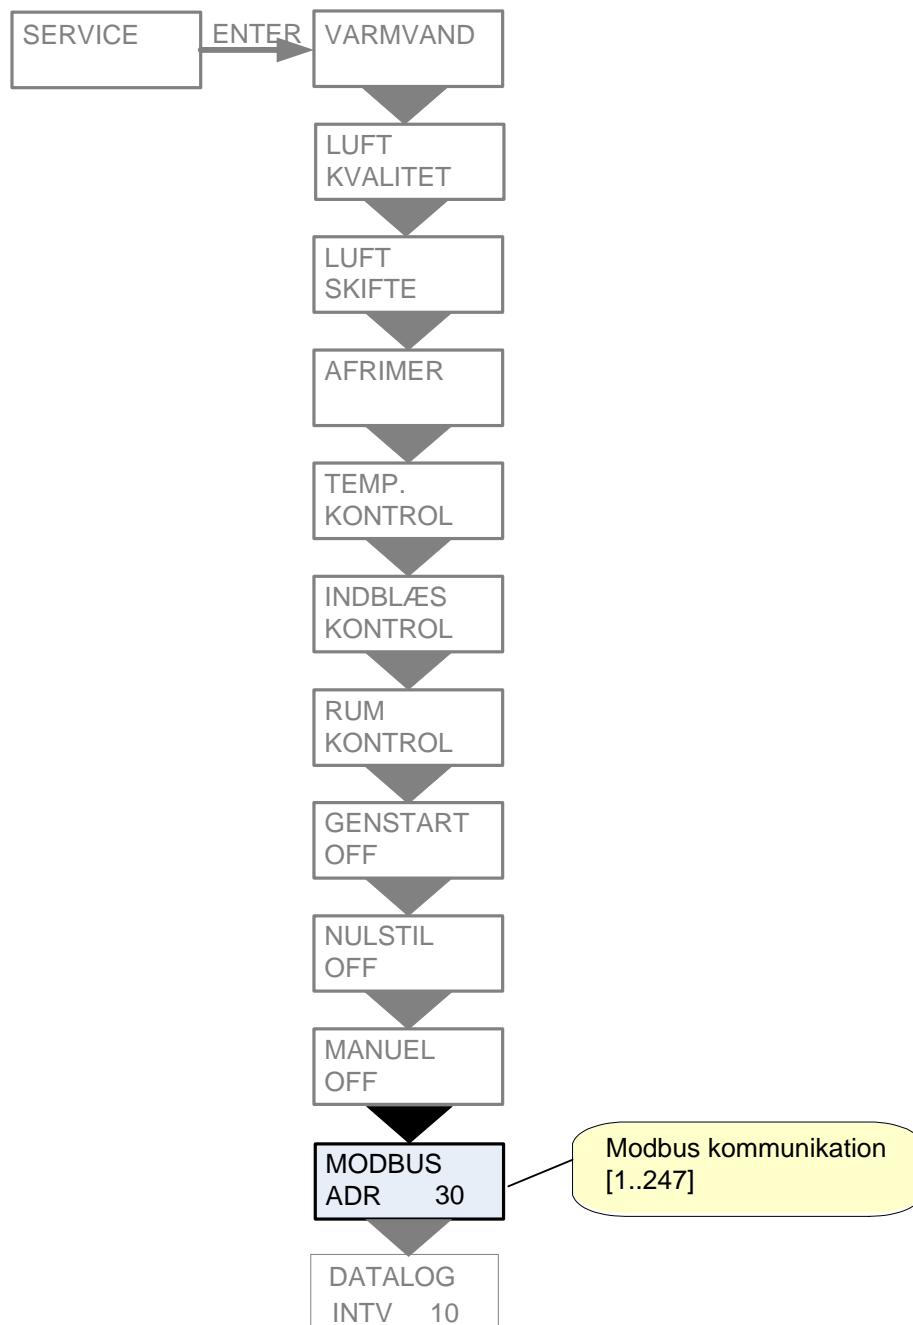 SERVICE
ENTER
VARMVAND
LUFT
KVALITET
LUFT
SKIFTE
AFRIMER
TEMP.
KONTROL
INDBLÆS
KONTROL
RUM
KONTROL
GENSTART
OFF
NULSTIL
OFF
MANUEL
OFF
MODBUS
ADR 30
Modbus kommunikation
[1..247]
DATALOG
INTV 10